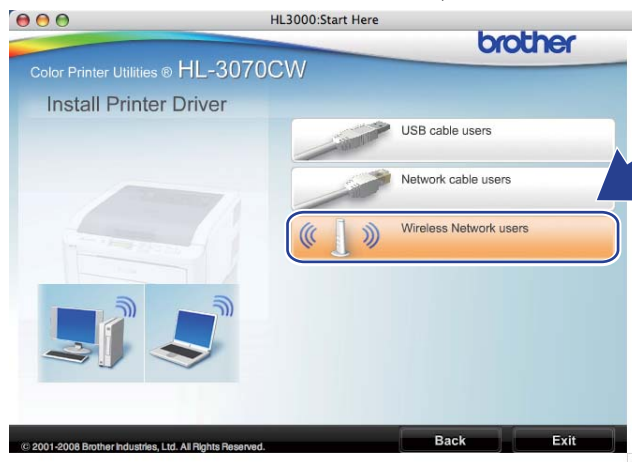 HL3000:Start Here
brother
Color Printer Utilities ® HL-3070CW
Install Printer Driver
USB cable users
Network cable users
Wireless Network users
© 2001-2008 Brother Industries, Ltd. All Rights Reserved.
Back
Exit